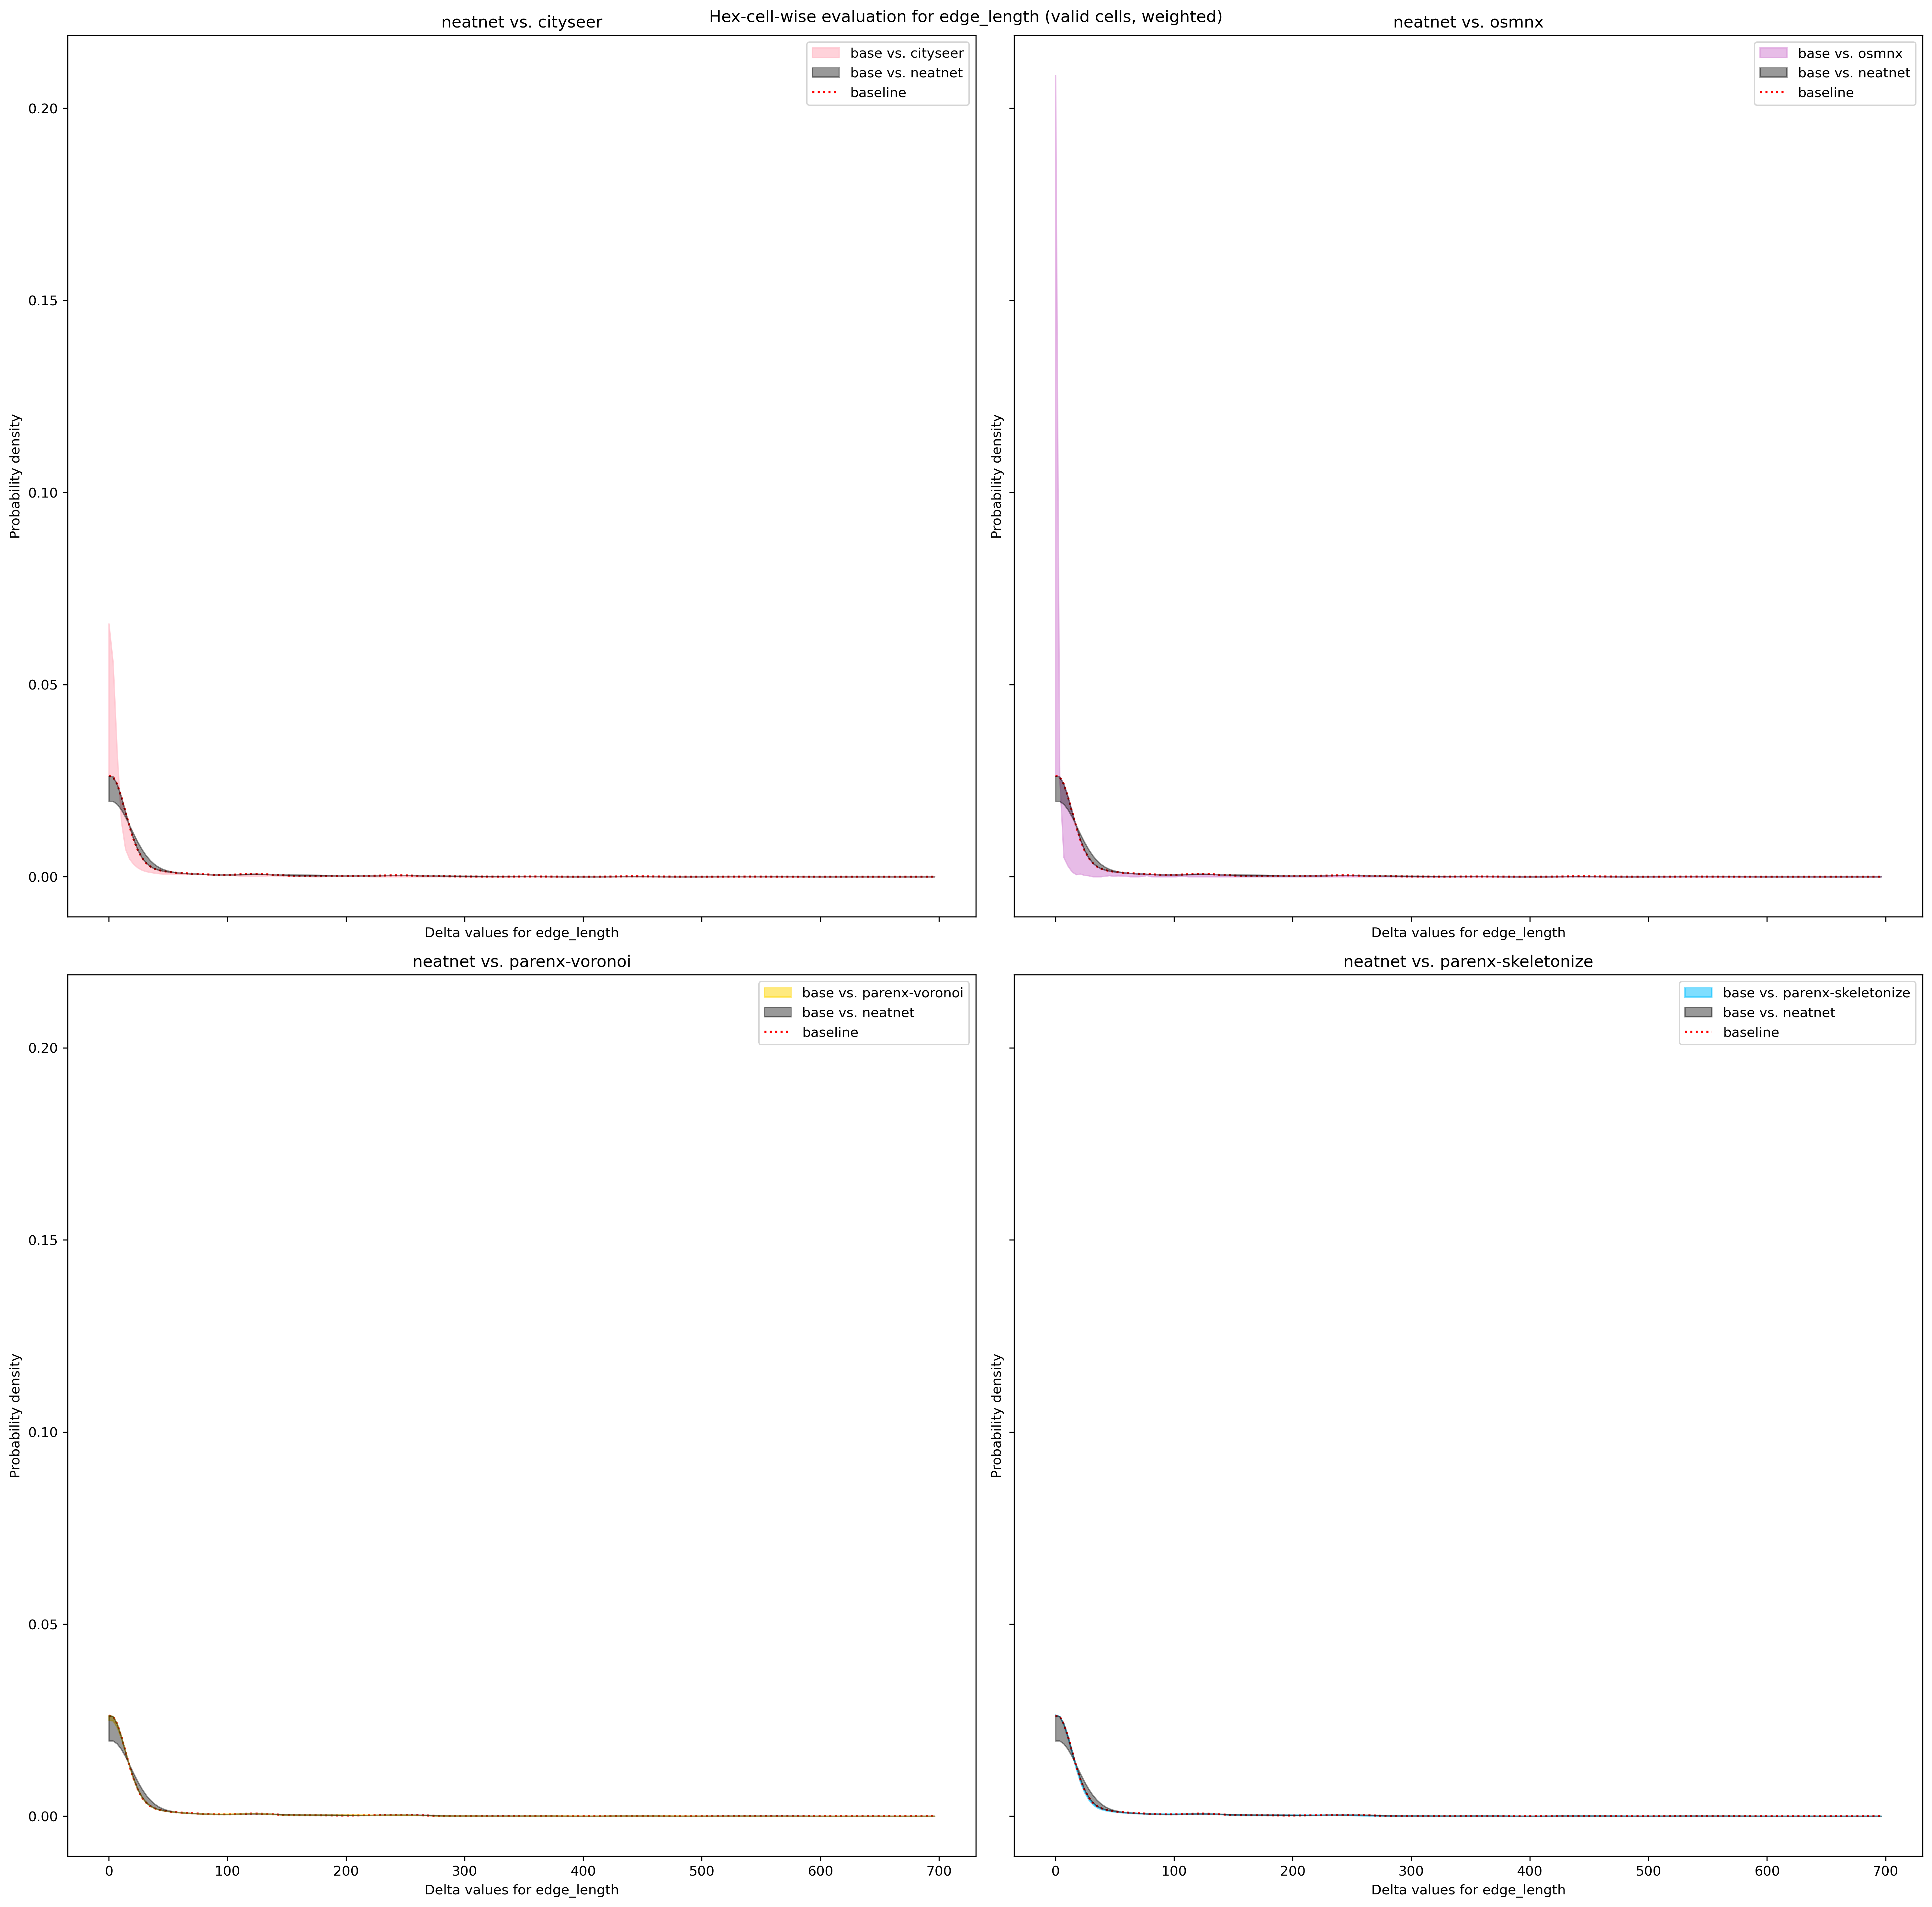 Hex-cell-wise evaluation for edge_length (valid cells, weighted)
neatnet vs. cityseer
base vs. cityseer
base vs. neatnet
baseline
0.20
0.15
0.10
0.05
0.00
Probability density
Delta values for edge_length
neatnet vs. osmnx
base vs. osmnx
base vs. neatnet
baseline
Probability density
Delta values for edge_length
neatnet vs. parenx-voronoi
base vs. parenx-voronoi
base vs. neatnet
baseline
0.20
0.15
0.10
0.05
0.00
Probability density
0 100 200 300 400 500 600 700
Delta values for edge_length
neatnet vs. parenx-skeletonize
base vs. parenx-skeletonize
base vs. neatnet
baseline
Probability density
0 100 200 300 400 500 600 700
Delta values for edge_length